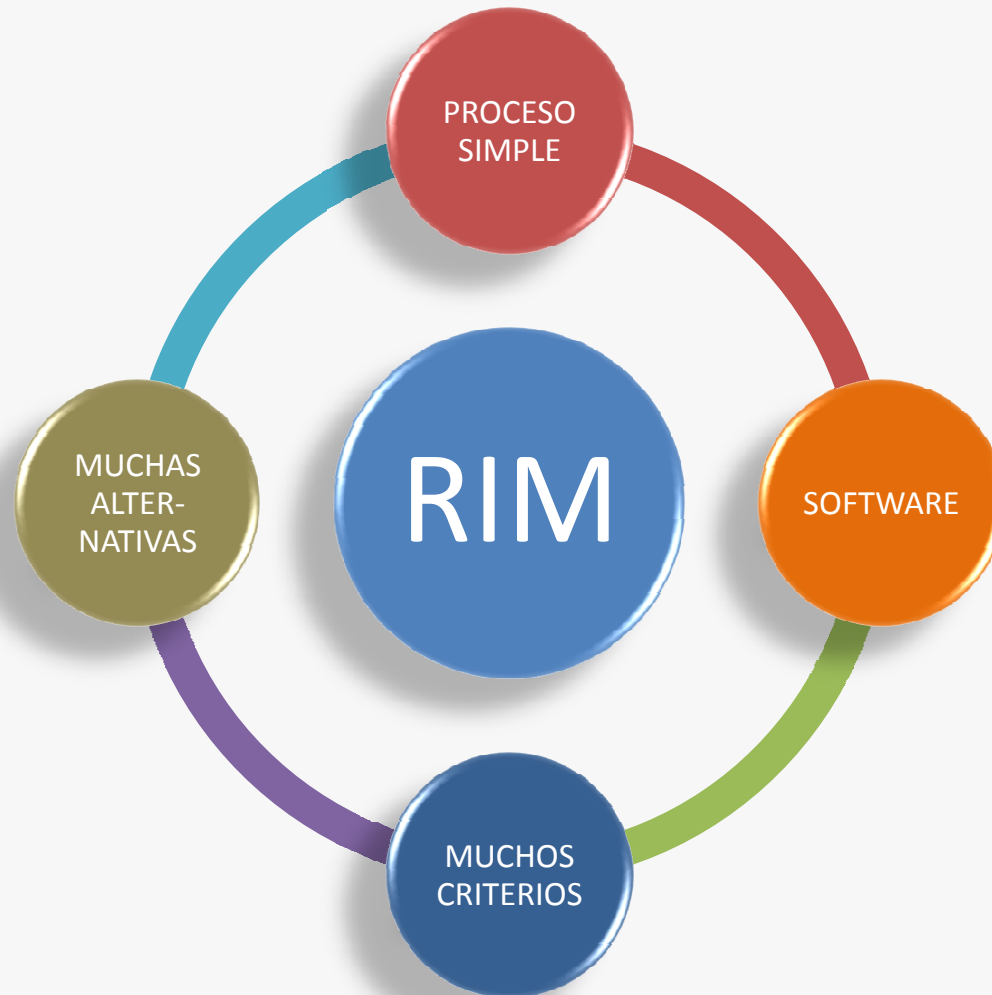 PROCESO
SIMPLE
RIM
MUCHAS
ALTER-
NATIVAS
SOFTWARE
MUCHOS
CRITERIOS